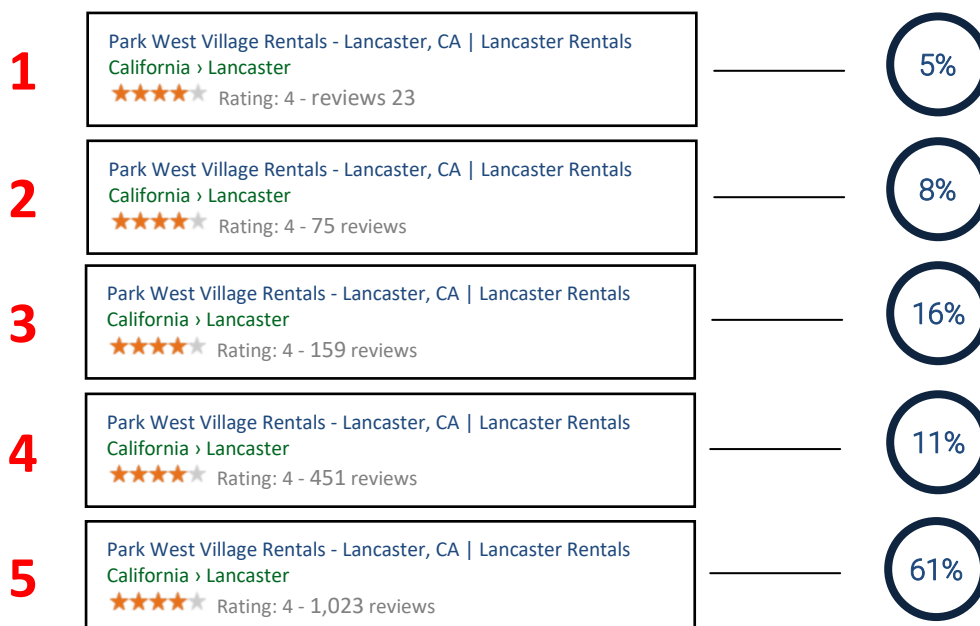 1
Park West Village Rentals - Lancaster, CA | Lancaster Rentals
California › Lancaster
Rating: 4 - reviews 23
5%
2
Park West Village Rentals - Lancaster, CA | Lancaster Rentals
California › Lancaster
Rating: 4 - 75 reviews
8%
3
Park West Village Rentals - Lancaster, CA | Lancaster Rentals
California › Lancaster
Rating: 4 - 159 reviews
16%
4
Park West Village Rentals - Lancaster, CA | Lancaster Rentals
California › Lancaster
Rating: 4 - 451 reviews
11%
5
Park West Village Rentals - Lancaster, CA | Lancaster Rentals
California › Lancaster
Rating: 4 - 1,023 reviews
61%